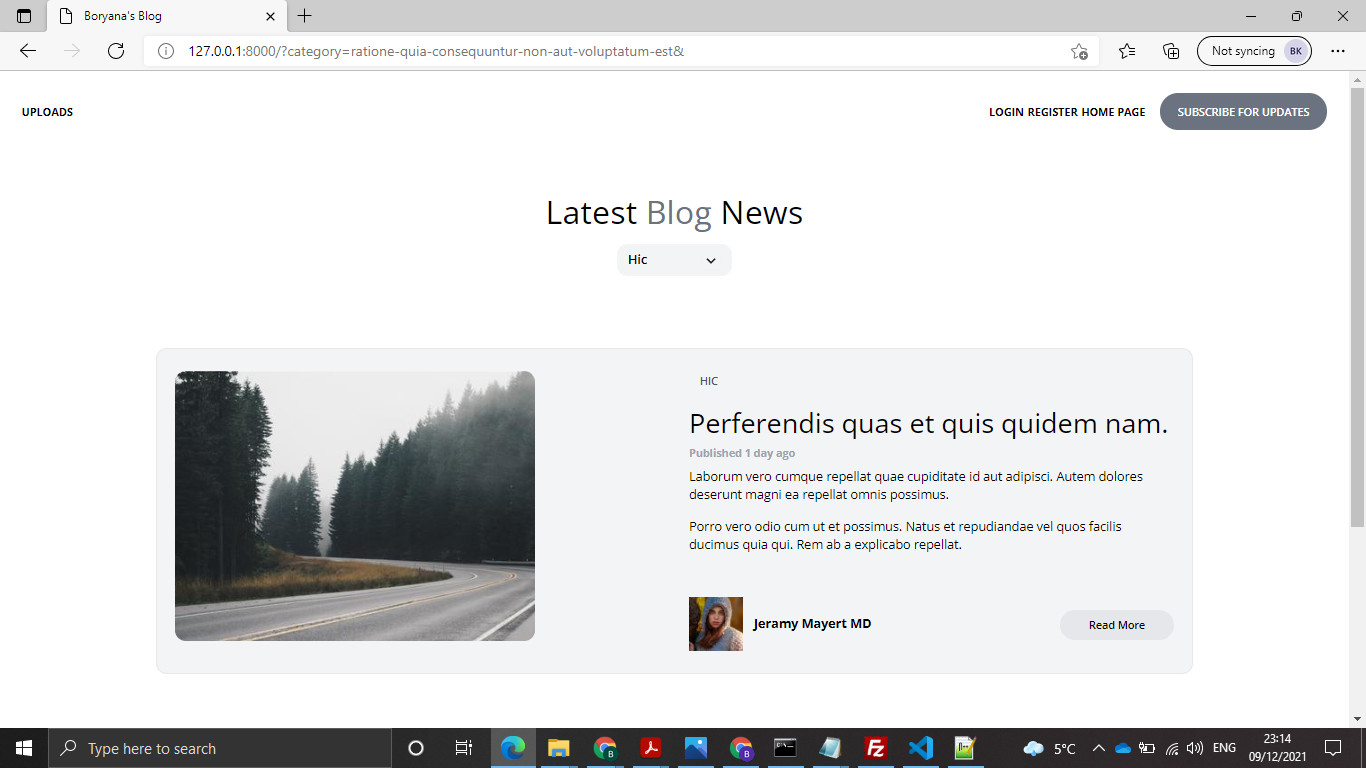 Boryana's Blog
127.0.0.1:8000/?category=ratione-quia-consequuntur-non-aut-voluptatum-est&
Not syncing BK
UPLOADS
LOGIN REGISTER HOME PAGE SUBSCRIBE FOR UPDATES
Latest Blog News
Hic
HIC
Perferendis quas et quis quidem nam.
Published 1 day ago
Laborum vero cumque repellat quae cupiditate id aut adipisci. Autem dolores
deserunt magni ea repellat omnis possimus.
Porro vero odio cum ut et possimus. Natus et repudiandae vel quos facilis
ducimus quia qui. Rem ab a explicabo repellat.
Jeramy Mayert MD
Read More
Type here to search
5°C
ENG
23:14
09/12/2021